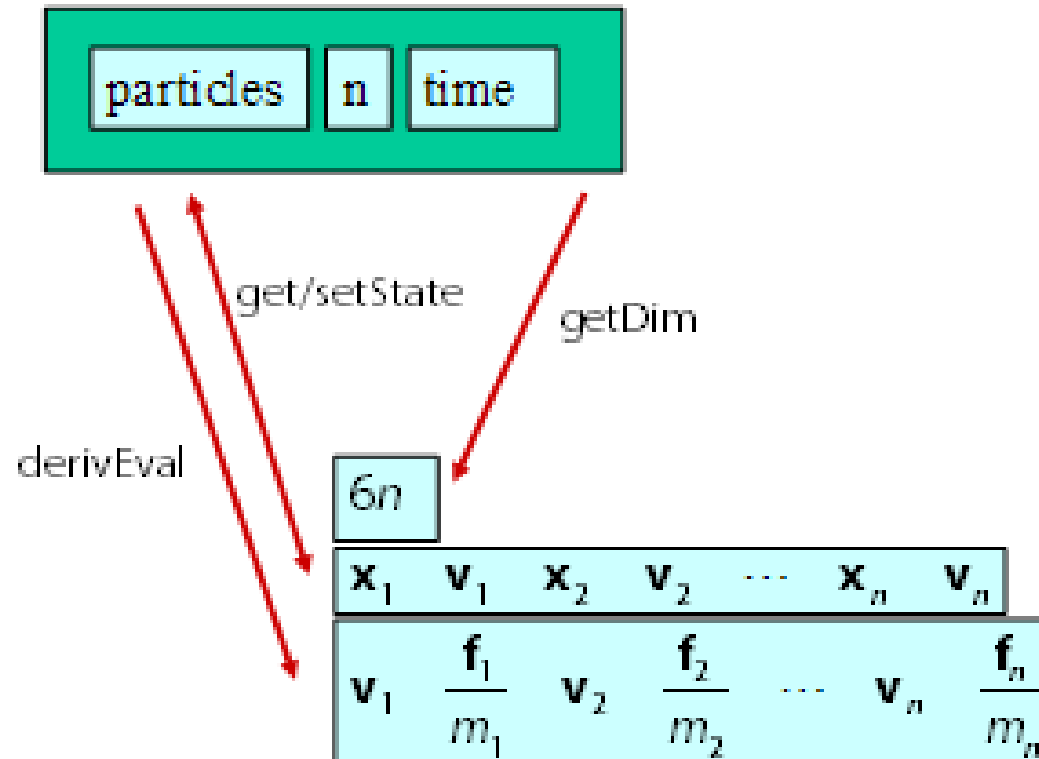 particles n time
get/setState
getDim
derivEval
6n
x₁ v₁ x₂ v₂ ⋯ xₙ vₙ
v₁ f₁/m₁ v₂ f₂/m₂ ⋯ vₙ fₙ/mₙ